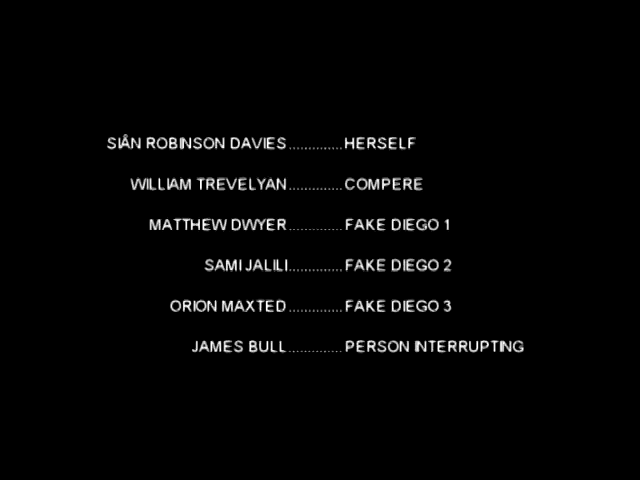 SIÂN ROBINSON DAVIES..............HERSELF
WILLIAM TREVELYAN..............COMPERE
MATTHEW DWYER..............FAKE DIEGO 1
SAMI JALILI..............FAKE DIEGO 2
ORION MAXTED..............FAKE DIEGO 3
JAMES BULL..............PERSON INTERRUPTING